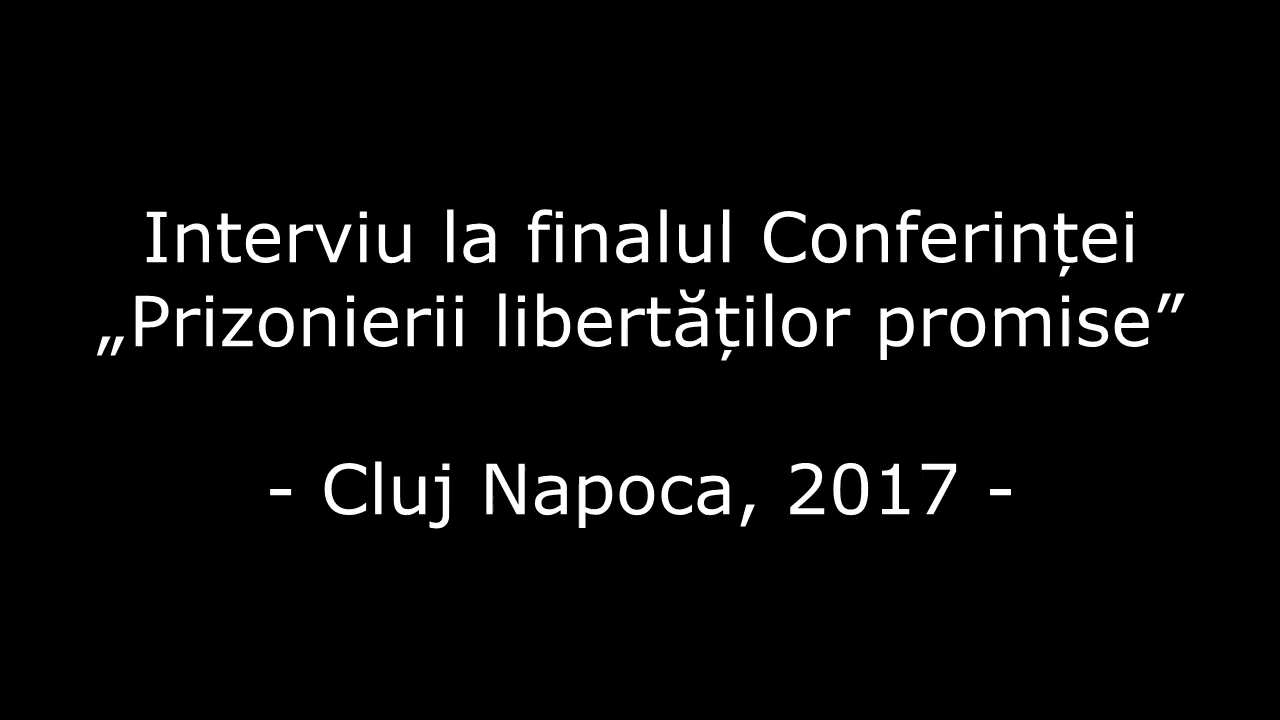 Interviu la finalul Conferinței
„Prizonierii libertăților promise”
- Cluj Napoca, 2017 -